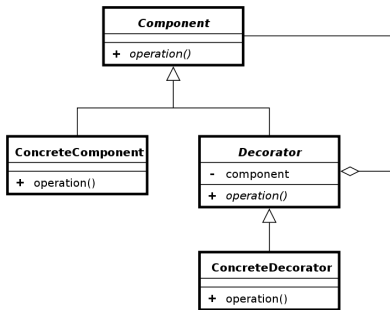 Component
+ operation()
ConcreteComponent
+ operation()
Decorator
- component
+ operation()
ConcreteDecorator
+ operation()